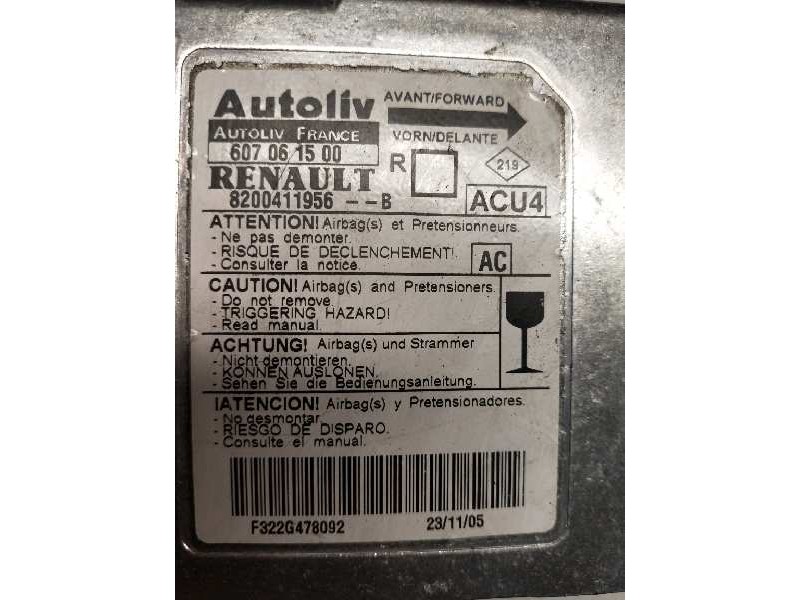 Autoliv
AVANT/FORWARD
AUTOLIV FRANCE
VORN/DELANTE
607 06 15 00
R
219
RENAULT
8200411956 --B
ACU4
ATTENTION! Airbag(s) et Pretensionneurs.
- Ne pas demonter.
- RISQUE DE DECLENCHEMENT!.
- Consulter la notice.
AC
CAUTION! Airbag(s) and Pretensioners.
- Do not remove.
- TRIGGERING HAZARD!
- Read manual.
ACHTUNG! Airbag(s) und Strammer
- Nicht demontieren.
- KONNEN AUSLONEN.
- Sehen Sie die Bedienungsanleitung.
!ATENCION! Airbag(s) y Pretensionadores.
- No desmontar.
- RIESGO DE DISPARO.
- Consulte el manual.
F322G478092
23/11/05